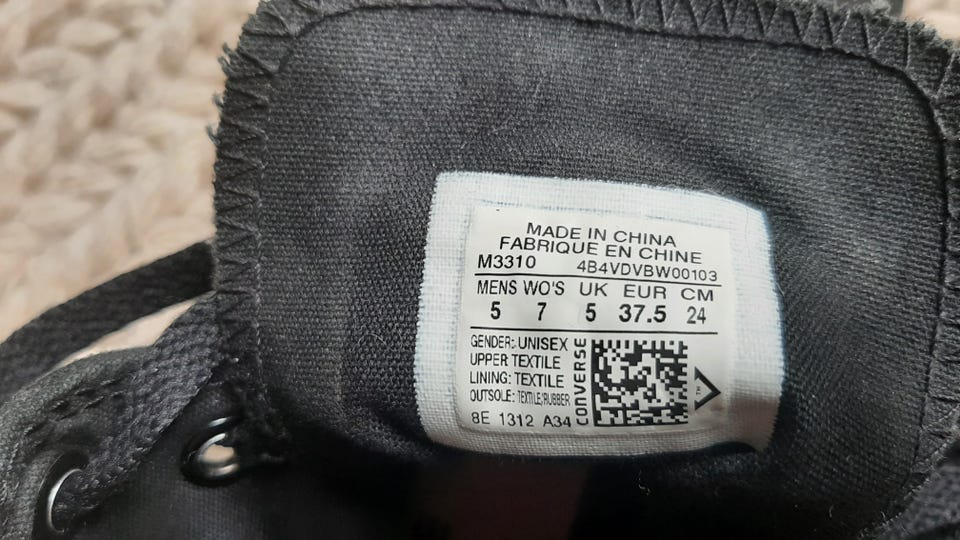 MADE IN CHINA
FABRIQUE EN CHINE
M3310 4B4VDVBW00103
MENS WO'S UK EUR CM
5 7 5 37.5 24
GENDER: UNISEX
UPPER TEXTILE
LINING: TEXTILE
OUTSOLE: TEXTILE/RUBBER
8E 1312 A34
CONVERSE